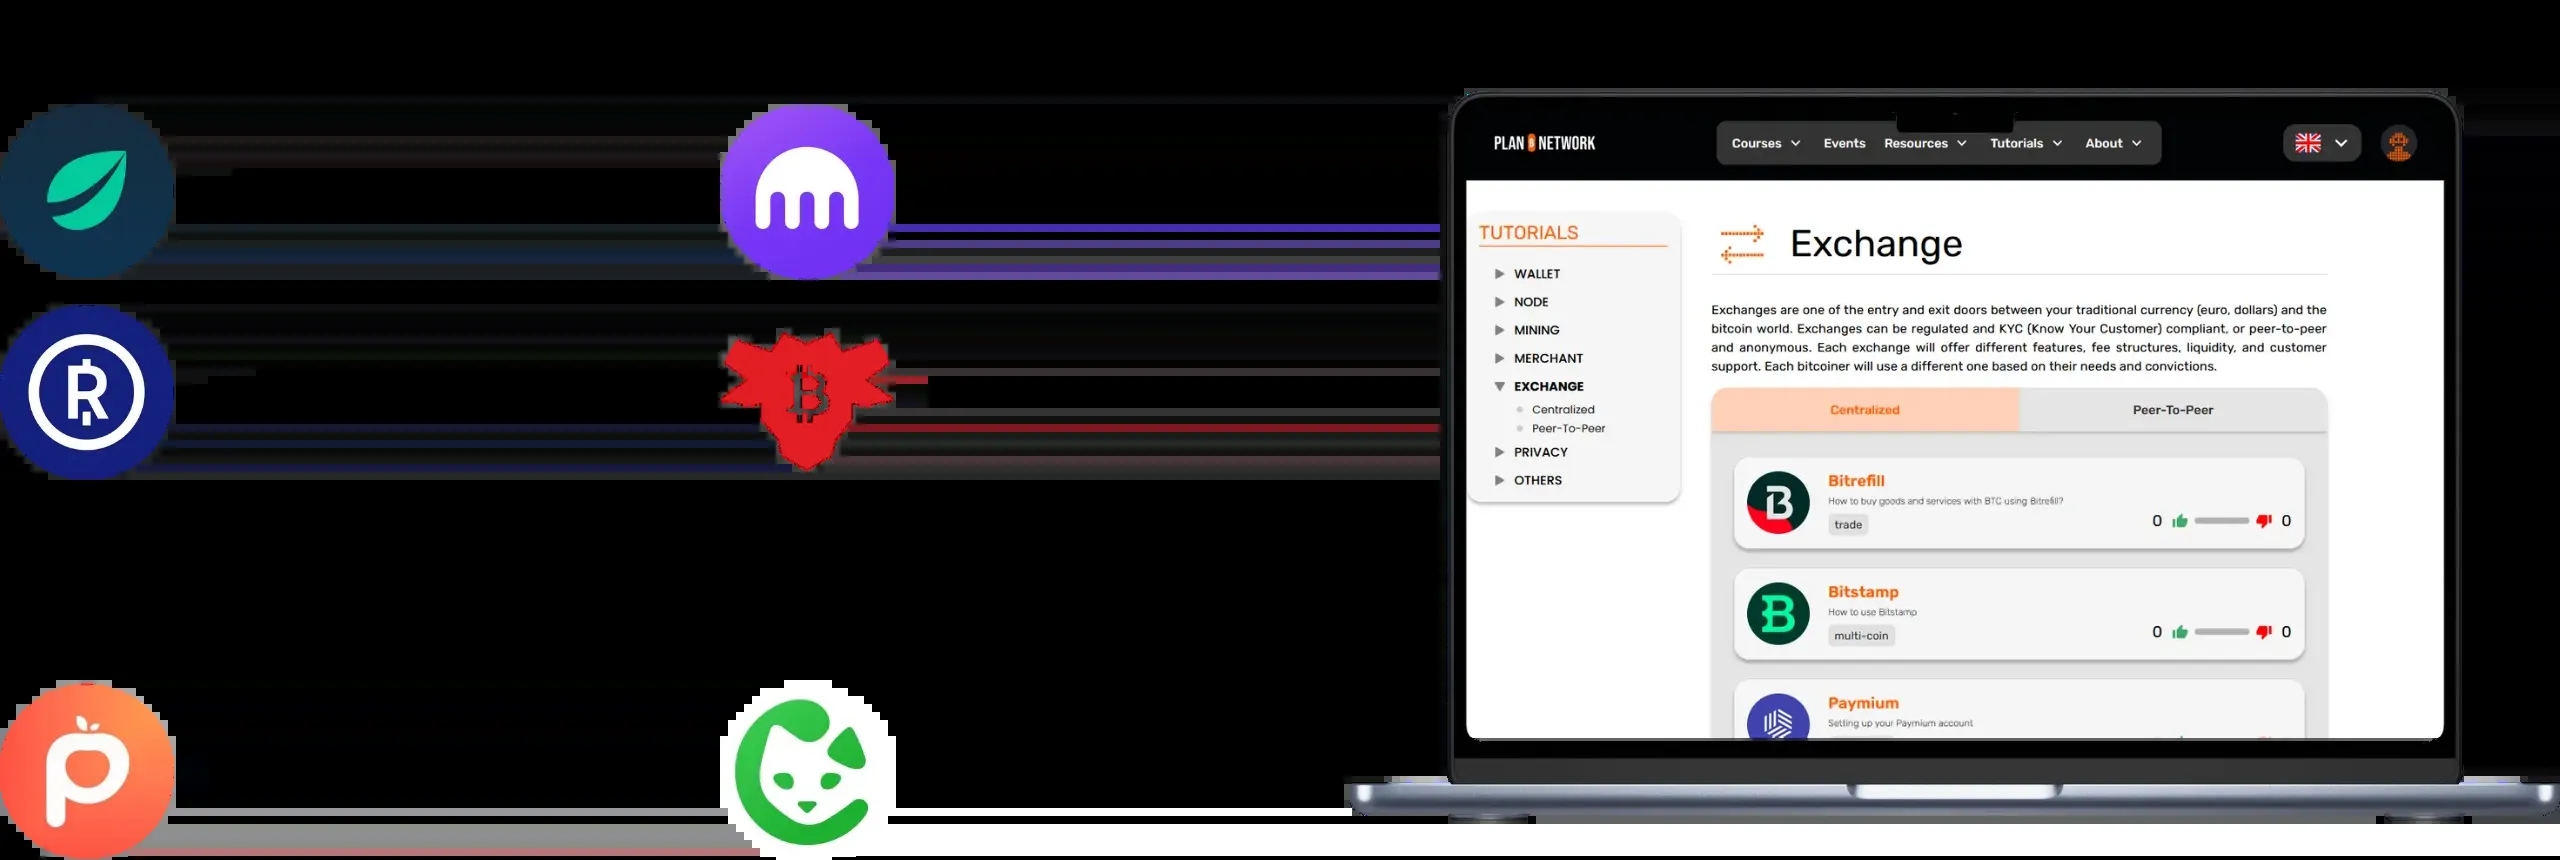 PLAN B NETWORK
Courses
Events
Resources
Tutorials
About
TUTORIALS
WALLET
NODE
MINING
MERCHANT
EXCHANGE
Centralized
Peer-To-Peer
PRIVACY
OTHERS
Exchange
Exchanges are one of the entry and exit doors between your traditional currency (euro, dollars) and the
bitcoin world. Exchanges can be regulated and KYC (Know Your Customer) compliant, or peer-to-peer
and anonymous. Each exchange will offer different features, fee structures, liquidity, and customer
support. Each bitcoiner will use a different one based on their needs and convictions.
Centralized
Peer-To-Peer
Bitrefill
How to buy goods and services with BTC using Bitrefill?
trade
0 0
Bitstamp
How to use Bitstamp
multi-coin
0 0
Paymium
Setting up your Paymium account